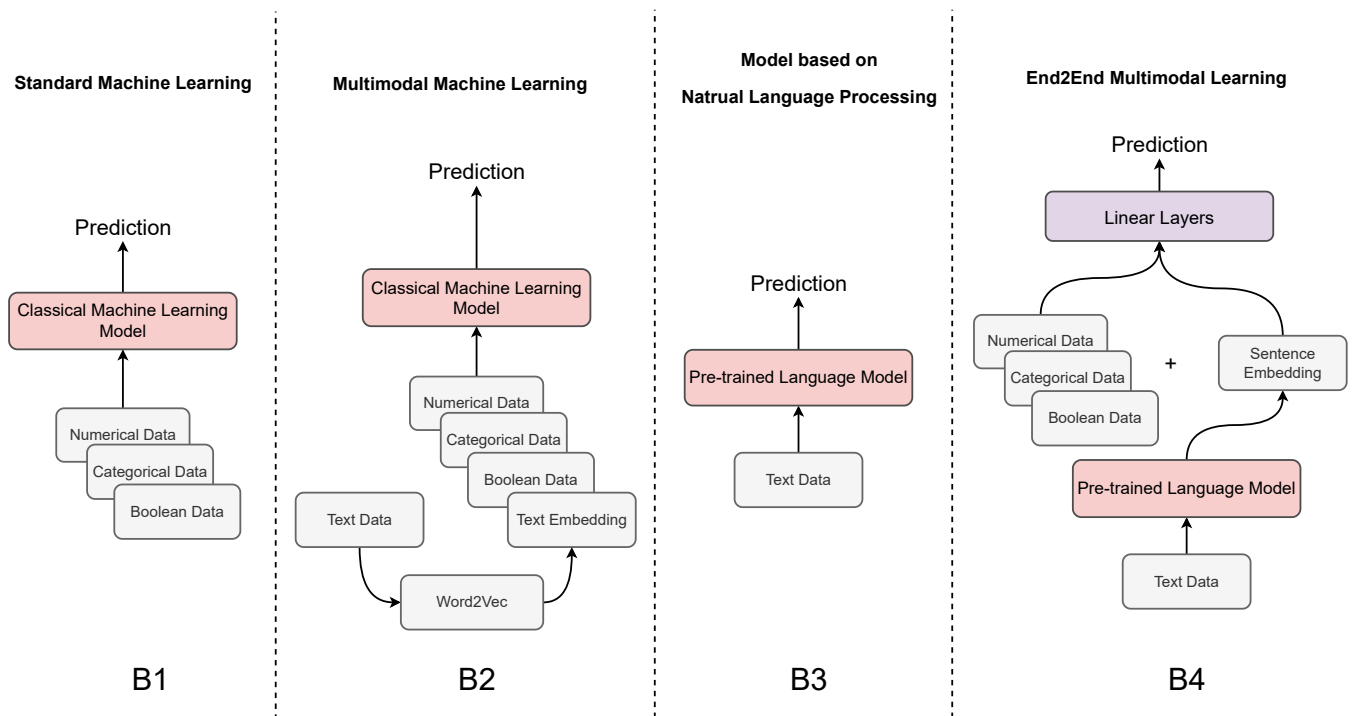 Standard Machine Learning
Prediction
Classical Machine Learning
Model
Numerical Data
Categorical Data
Boolean Data
B1
Multimodal Machine Learning
Prediction
Classical Machine Learning
Model
Numerical Data
Categorical Data
Boolean Data
Text Embedding
Text Data
Word2Vec
B2
Model based on
Natrual Language Processing
Prediction
Pre-trained Language Model
Text Data
B3
End2End Multimodal Learning
Prediction
Linear Layers
Numerical Data
Categorical Data
Boolean Data
+
Sentence
Embedding
Pre-trained Language Model
Text Data
B4